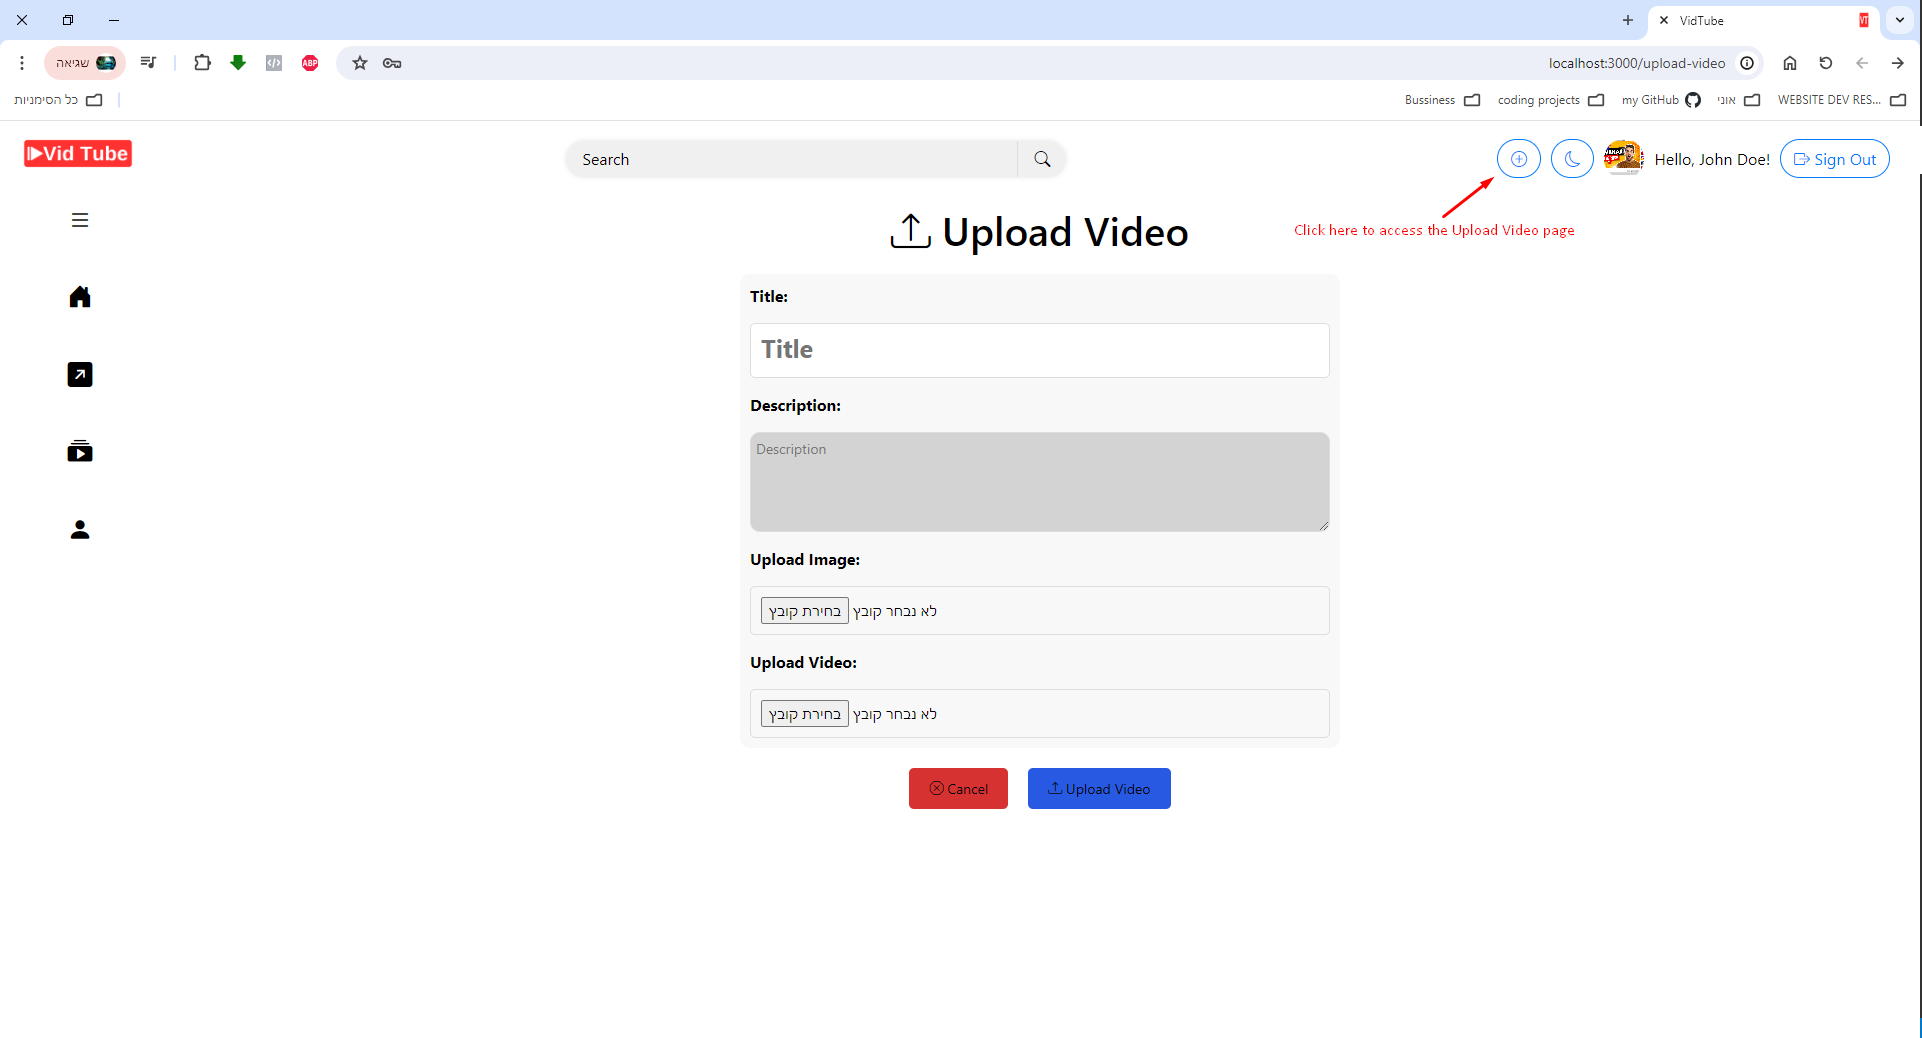 VidTube
VT
שגיאה
ABP
localhost:3000/upload-video
כל הסימניות
Bussiness
coding projects
my GitHub
אוני
WEBSITE DEV RES...
Vid Tube
Search
Hello, John Doe!
Sign Out
Upload Video
Click here to access the Upload Video page
Title:
Title
Description:
Description
Upload Image:
בחירת קובץ לא נבחר קובץ
Upload Video:
בחירת קובץ לא נבחר קובץ
Cancel
Upload Video